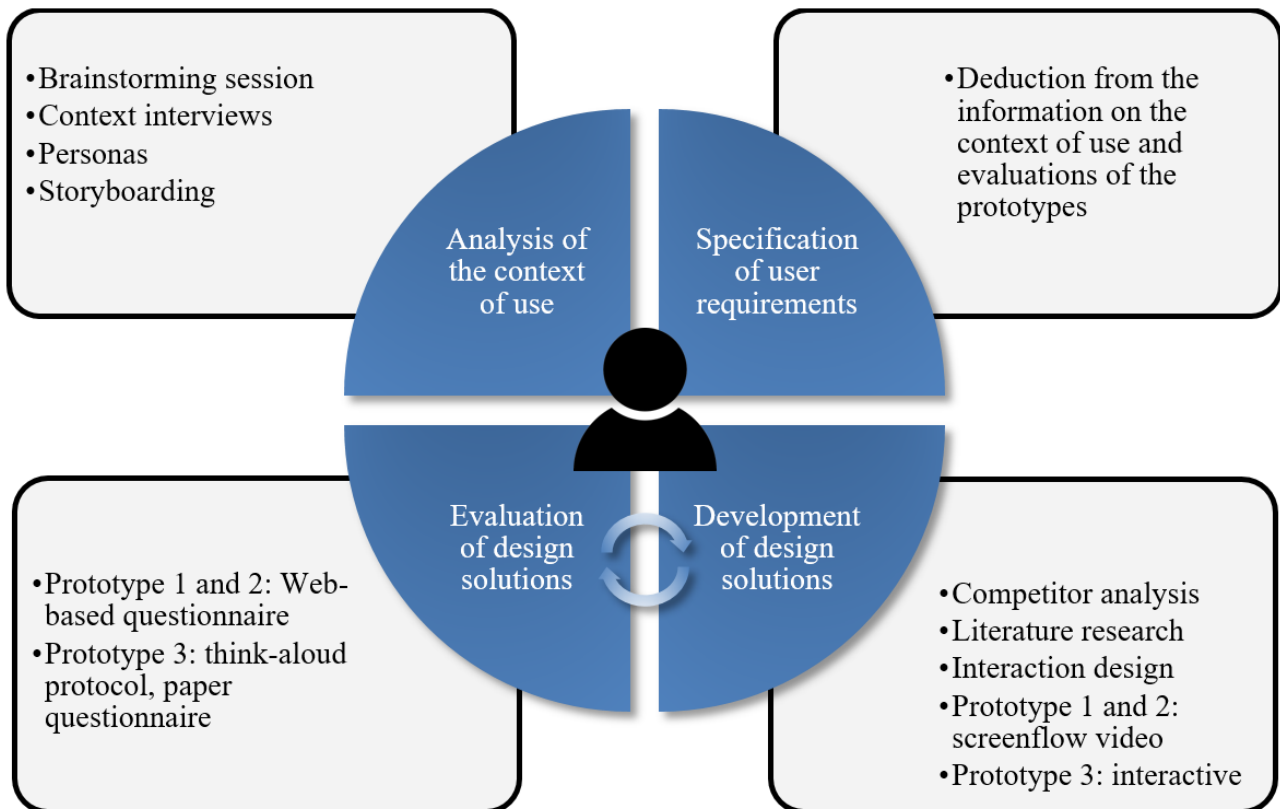 •Brainstorming session
•Context interviews
•Personas
•Storyboarding
•Deduction from the
information on the
context of use and
evaluations of the
prototypes
Analysis of
the context
of use
Specification
of user
requirements
Evaluation
of design
solutions
Development
of design
solutions
•Prototype 1 and 2: Web-
based questionnaire
•Prototype 3: think-aloud
protocol, paper
questionnaire
•Competitor analysis
•Literature research
•Interaction design
•Prototype 1 and 2:
screenflow video
•Prototype 3: interactive